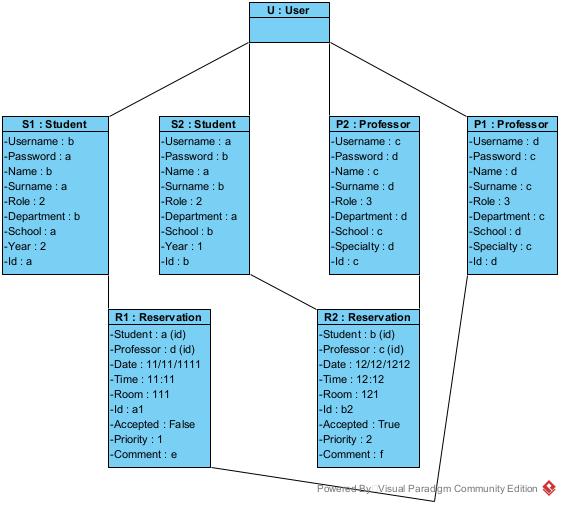 U : User
S1 : Student
-Username : b
-Password : a
-Name : b
-Surname : a
-Role : 2
-Department : b
-School : a
-Year : 2
-Id : a
S2 : Student
-Username : a
-Password : b
-Name : a
-Surname : b
-Role : 2
-Department : a
-School : b
-Year : 1
-Id : b
P2 : Professor
-Username : c
-Password : d
-Name : c
-Surname : d
-Role : 3
-Department : d
-School : c
-Specialty : d
-Id : c
P1 : Professor
-Username : d
-Password : c
-Name : d
-Surname : c
-Role : 3
-Department : c
-School : d
-Specialty : c
-Id : d
R1 : Reservation
-Student : a (id)
-Professor : d (id)
-Date : 11/11/1111
-Time : 11:11
-Room : 111
-Id : a1
-Accepted : False
-Priority : 1
-Comment : e
R2 : Reservation
-Student : b (id)
-Professor : c (id)
-Date : 12/12/1212
-Time : 12:12
-Room : 121
-Id : b2
-Accepted : True
-Priority : 2
-Comment : f
Powered By Visual Paradigm Community Edition